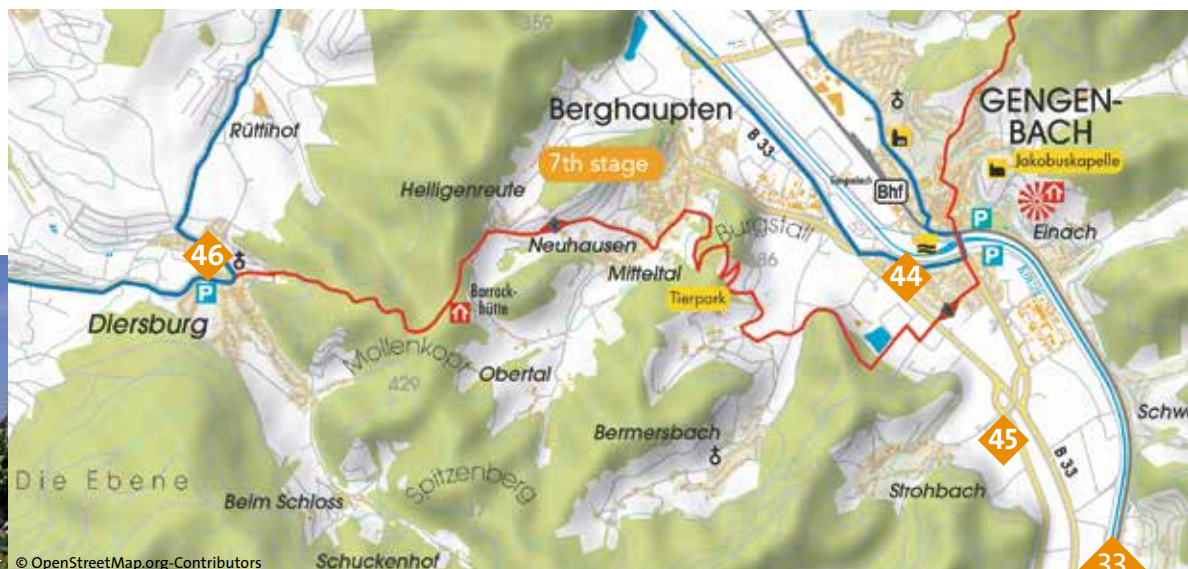 359
Rüttihof
Berghaupten
B 33
GENGEN-
BACH
Jakobuskapelle
7th stage
Heiligenreute
Bhf
P
Einach
Neuhausen
Burgstall
46
Mitteltal
P
44
P
Tierpark
Barrack-
hütte
Diersburg
Mollenkopf
429
Obertal
Bermersbach
45
Schw
B 33
Die Ebene
Spitzenberg
Strohbach
Beim Schloss
Schuckenhof
33
© OpenStreetMap.org-Contributors